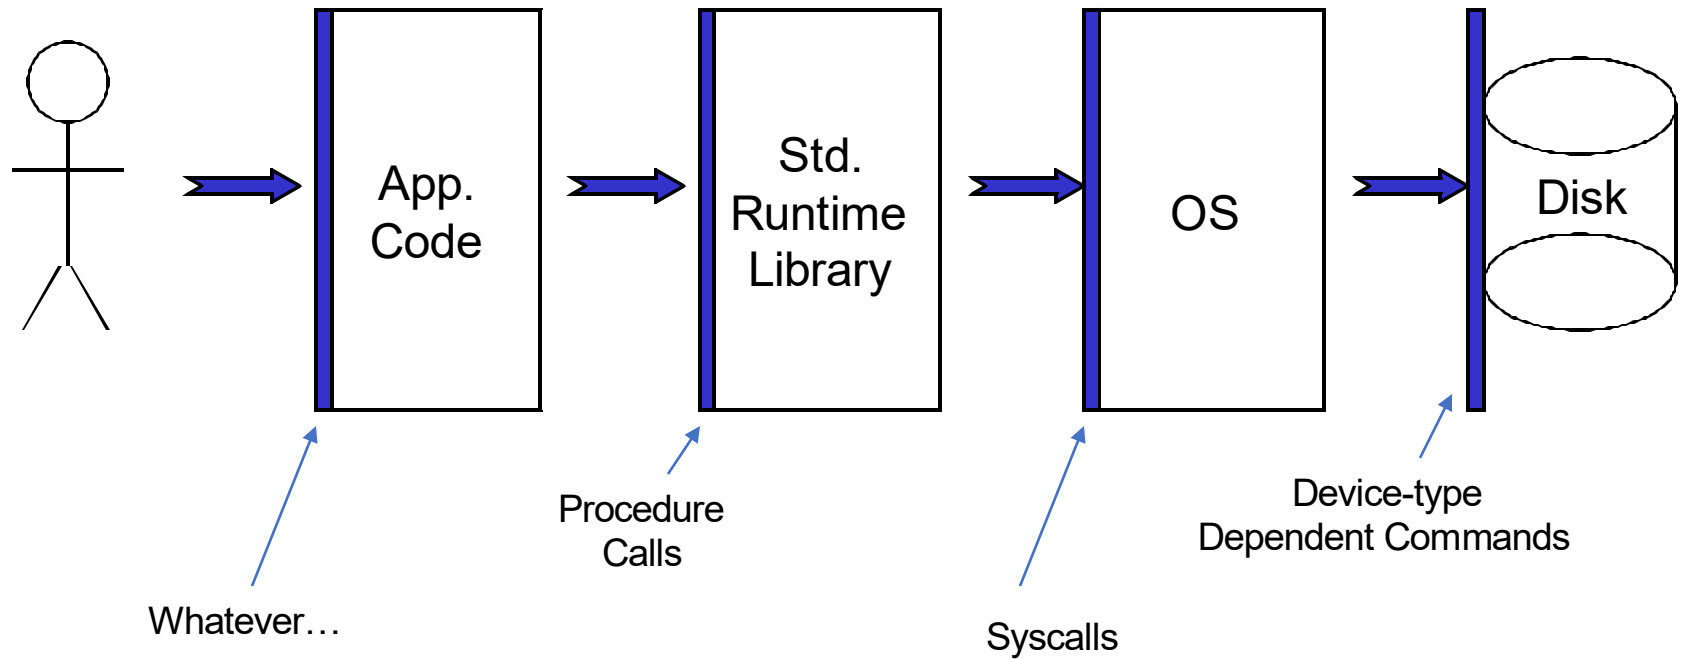 App.
Code
Std.
Runtime
Library
OS
Disk
Whatever…
Procedure
Calls
Syscalls
Device-type
Dependent Commands